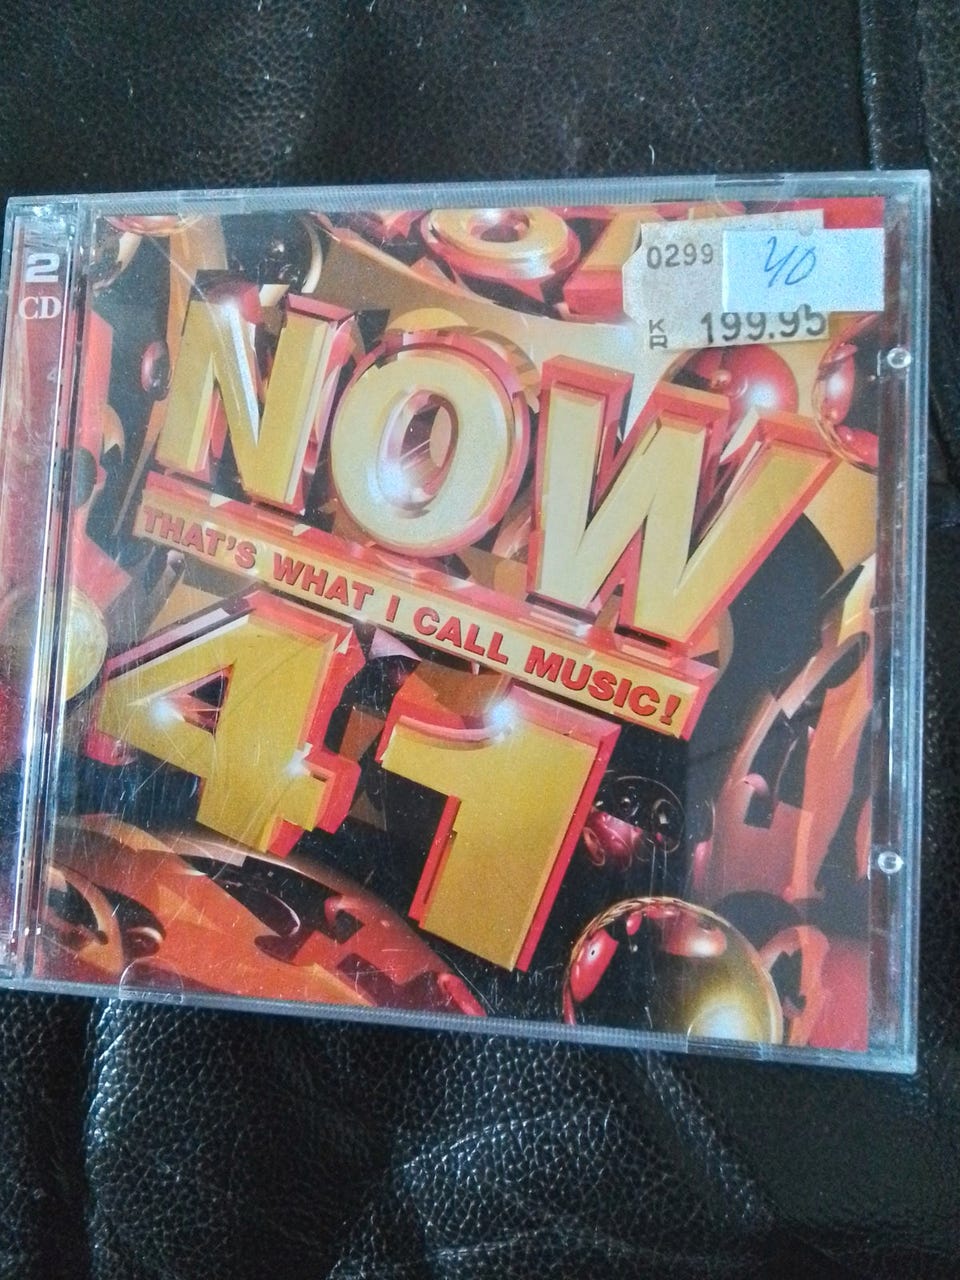 2
CD
0299
40
KR 199.95
NOW
THAT'S WHAT I CALL MUSIC!
41